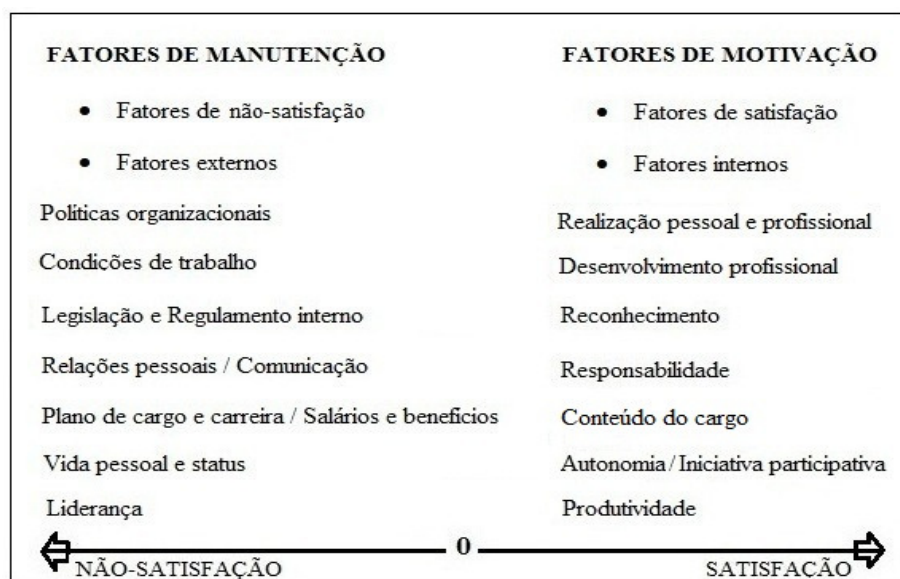 FATORES DE MANUTENÇÃO
• Fatores de não-satisfação
• Fatores externos
Políticas organizacionais
Condições de trabalho
Legislação e Regulamento interno
Relações pessoais / Comunicação
Plano de cargo e carreira / Salários e benefícios
Vida pessoal e status
Liderança
FATORES DE MOTIVAÇÃO
• Fatores de satisfação
• Fatores internos
Realização pessoal e profissional
Desenvolvimento profissional
Reconhecimento
Responsabilidade
Conteúdo do cargo
Autonomia / Iniciativa participativa
Produtividade
0
NÃO-SATISFAÇÃO
SATISFAÇÃO